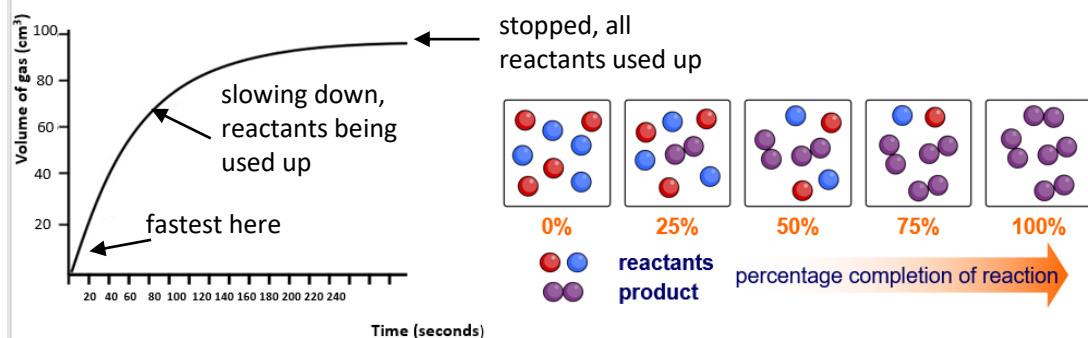 Volume of gas (cm³)
100
80
60
40
20
20 40 60 80 100 120 140 160 180 200 220 240
Time (seconds)
fastest here
slowing down,
reactants being
used up
stopped, all
reactants used up
0% 25% 50% 75% 100%
reactants
product
percentage completion of reaction